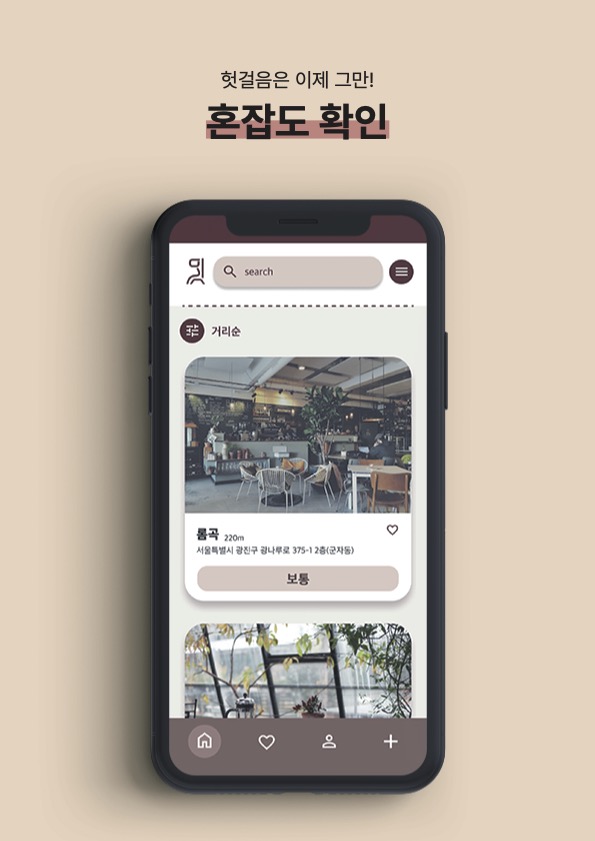 헛걸음은 이제 그만!
혼잡도 확인
search
거리순
롬곡 220m
서울특별시 광진구 광나루로 375-1 2층(군자동)
보통